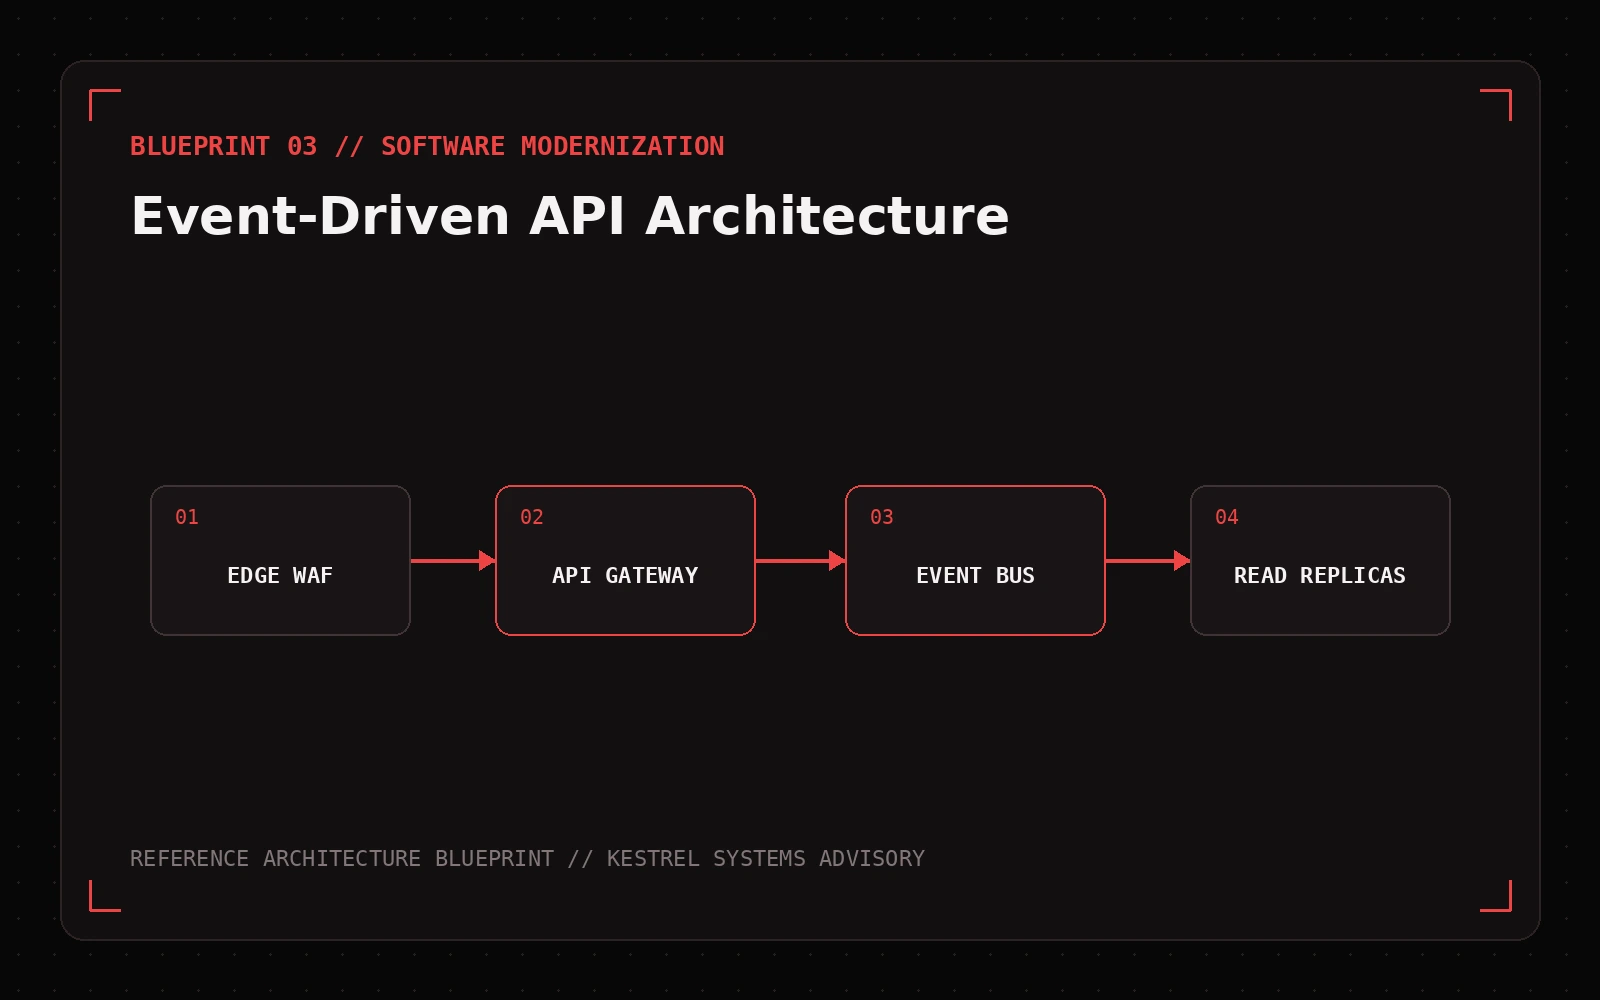 BLUEPRINT 03 // SOFTWARE MODERNIZATION
Event-Driven API Architecture
01
EDGE WAF
02
API GATEWAY
03
EVENT BUS
04
READ REPLICAS
REFERENCE ARCHITECTURE BLUEPRINT // KESTREL SYSTEMS ADVISORY